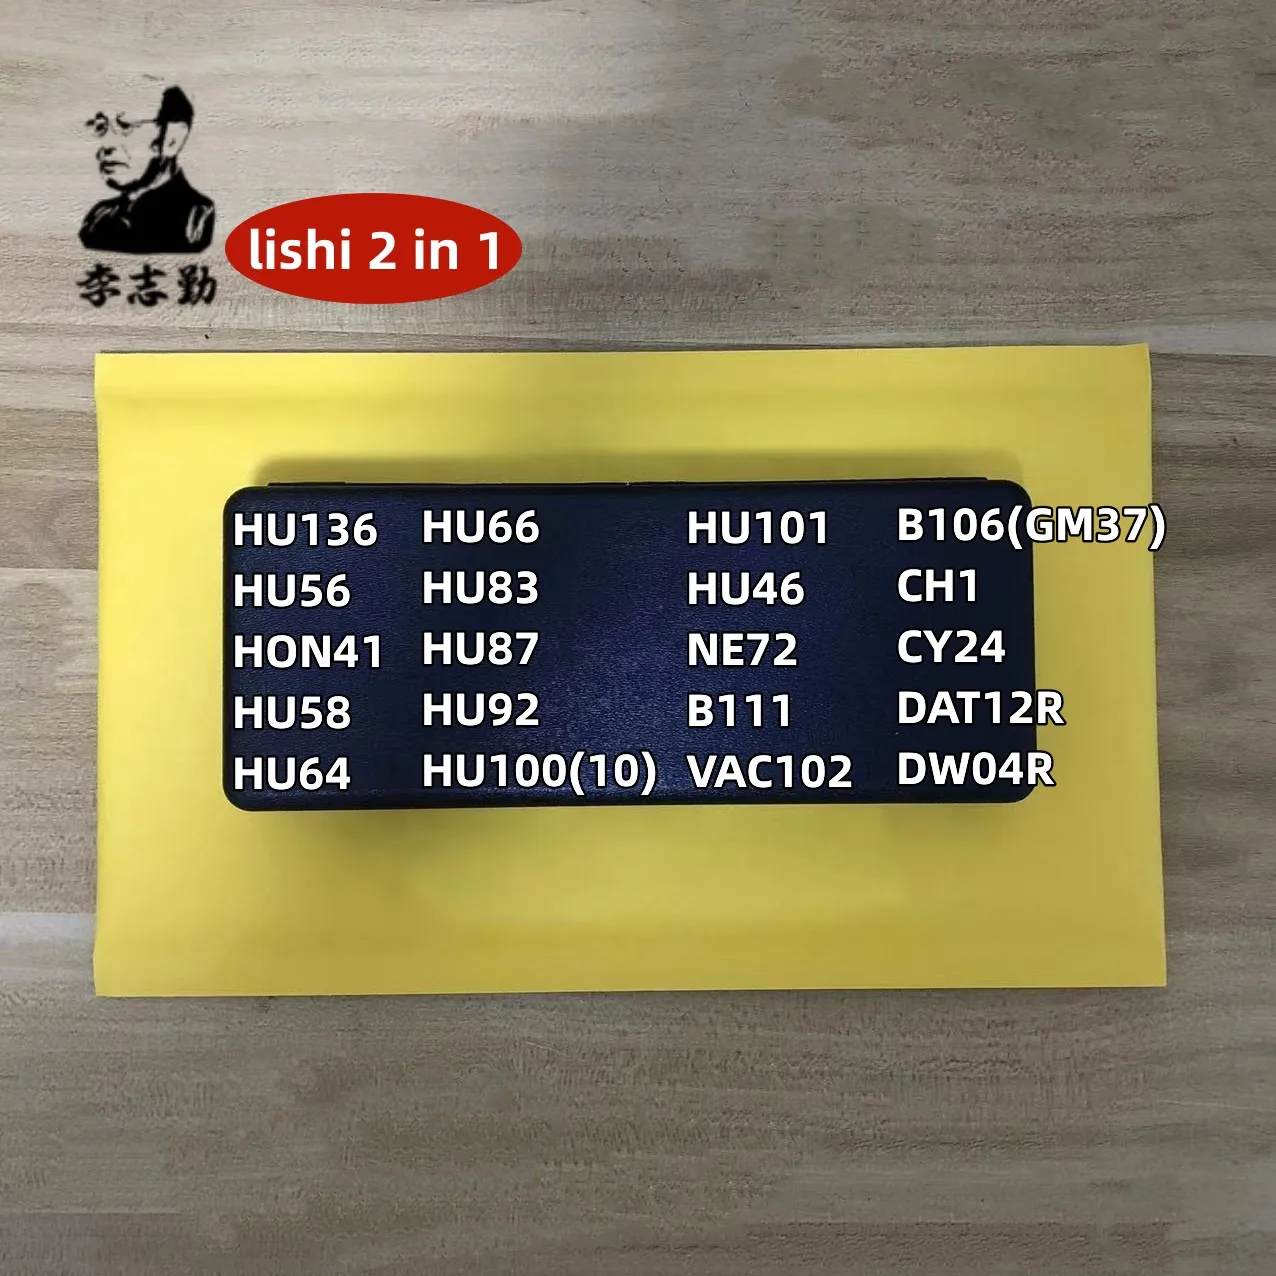 李志勤
lishi 2 in 1
HU136 HU66 HU101 B106(GM37)
HU56 HU83 HU46 CH1
HON41 HU87 NE72 CY24
HU58 HU92 B111 DAT12R
HU64 HU100(10) VAC102 DW04R